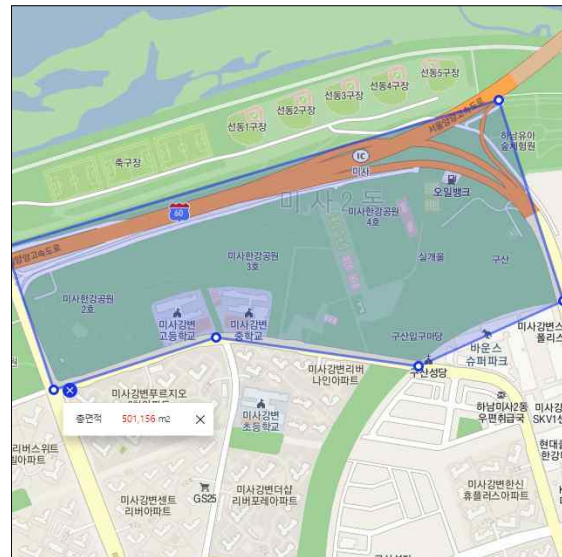 선동5구장
선동4구장
선동3구장
선동2구장
선동1구장
축구장
서울양양고속도로
하남유아
숲체험원
IC
미사
오일뱅크
미사2동
60
미사한강공원
4호
양양고속도로
미사한강공원
3호
실개울
구산
미사한강공원
2호
미사강변
고등학교
미사강변
중학교
구산입구마당
미사강변스
폴리스
바운스
슈퍼파크
구산성당
미사강변리버
나인아파트
미사강변푸르지오
하남미사2동
우편취급국
미사강
SKV1센
총면적 501,156 m2
미사강변
초등학교
리버스위트
아파트
현대클
한강
GS25
미사강변센트
리버아파트
미사강변더샵
리버포레아파트
미사강변한신
휴플러스아파트